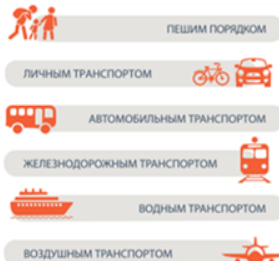 ПЕШИМ ПОРЯДКОМ
ЛИЧНЫМ ТРАНСПОРТОМ
АВТОМОБИЛЬНЫМ ТРАНСПОРТОМ
ЖЕЛЕЗНОДОРОЖНЫМ ТРАНСПОРТОМ
ВОДНЫМ ТРАНСПОРТОМ
ВОЗДУШНЫМ ТРАНСПОРТОМ